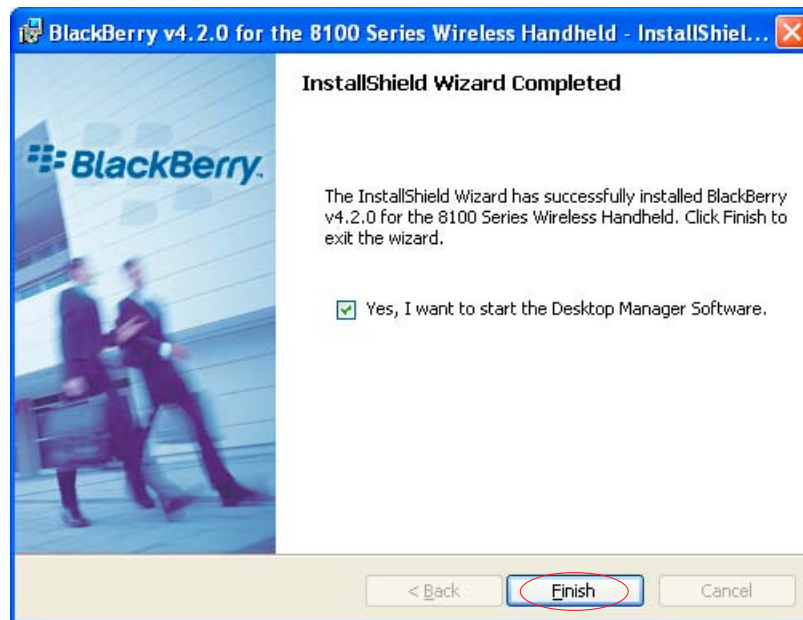 BlackBerry v4.2.0 for the 8100 Series Wireless Handheld - InstallShiel...
InstallShield Wizard Completed
BlackBerry.
The InstallShield Wizard has successfully installed BlackBerry
v4.2.0 for the 8100 Series Wireless Handheld. Click Finish to
exit the wizard.
Yes, I want to start the Desktop Manager Software.
< Back
Finish
Cancel